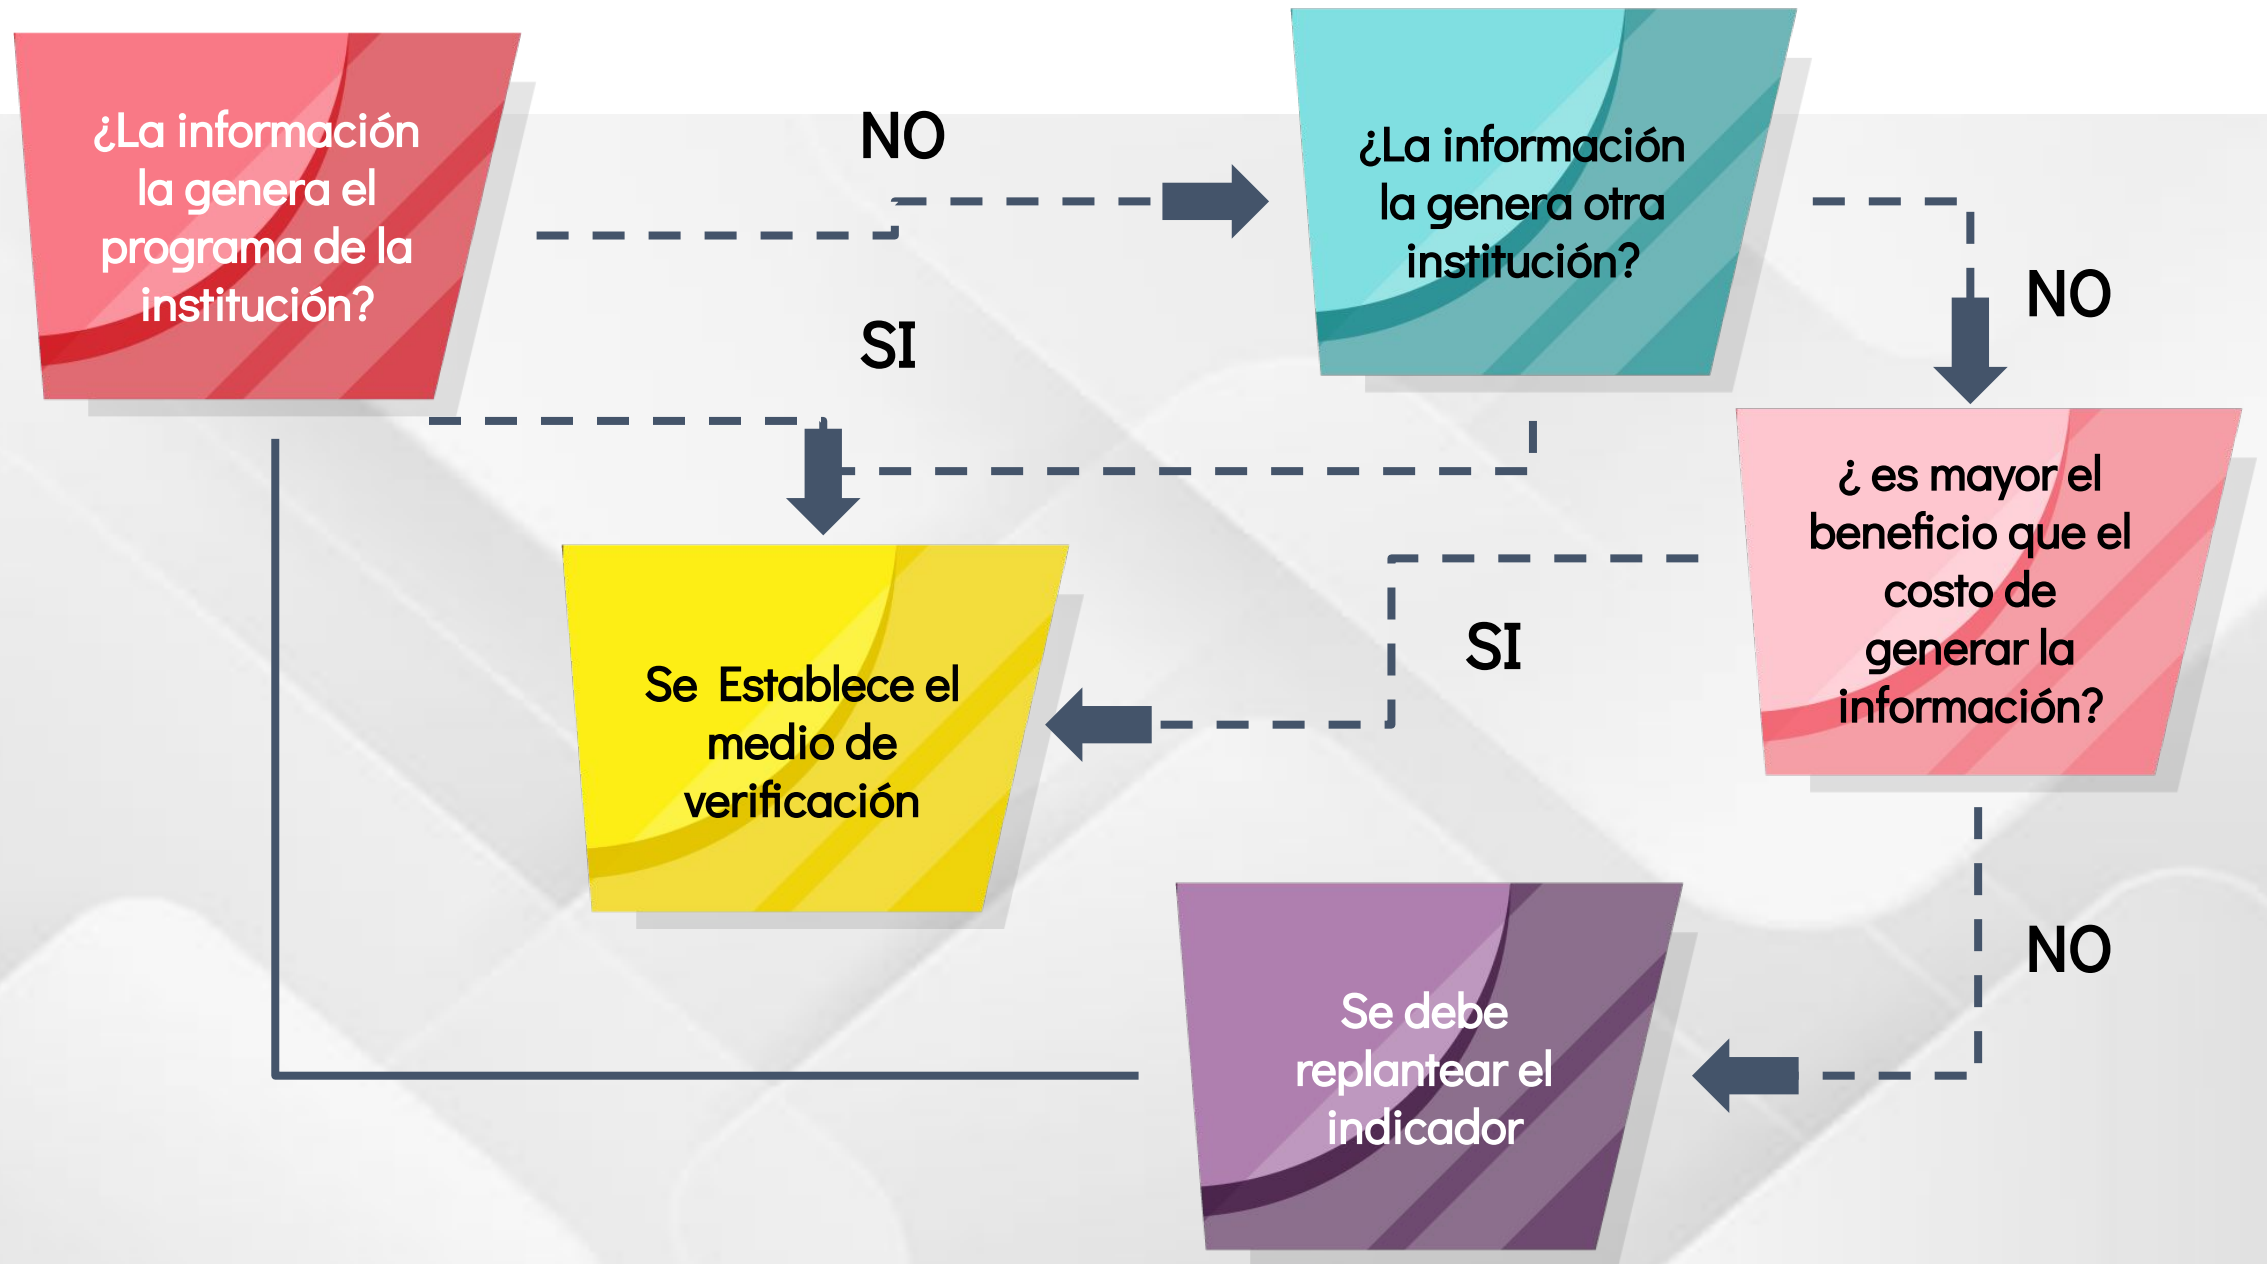 ¿La información
la genera el
programa de la
institución?
NO
SI
¿La información
la genera otra
institución?
NO
¿ es mayor el
beneficio que el
costo de
generar la
información?
SI
Se Establece el
medio de
verificación
NO
Se debe
replantear el
indicador